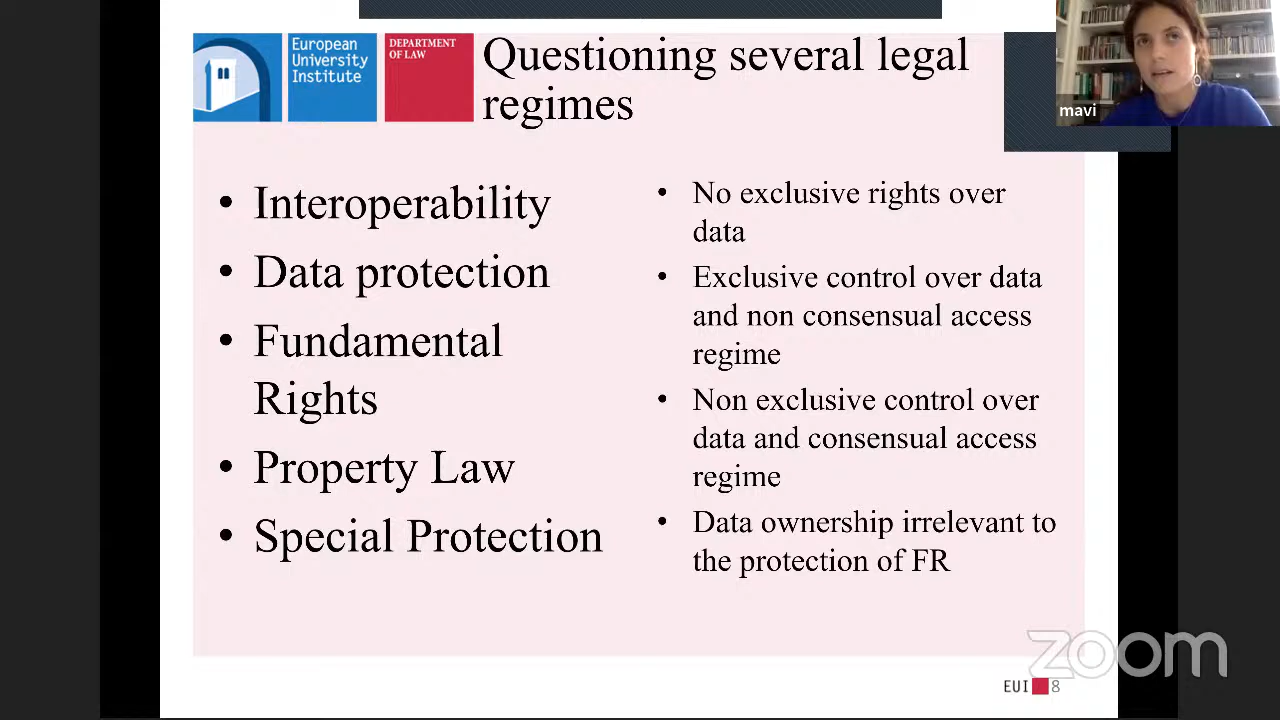 European
University
Institute
DEPARTMENT
OF LAW
Questioning several legal
regimes
mavi
• Interoperability
• Data protection
• Fundamental
Rights
• Property Law
• Special Protection
• No exclusive rights over
data
• Exclusive control over data
and non consensual access
regime
• Non exclusive control over
data and consensual access
regime
• Data ownership irrelevant to
the protection of FR
zoom
EUI 8